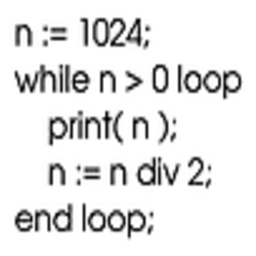 n := 1024;
while n > 0 loop
print( n );
n := n div 2;
end loop;